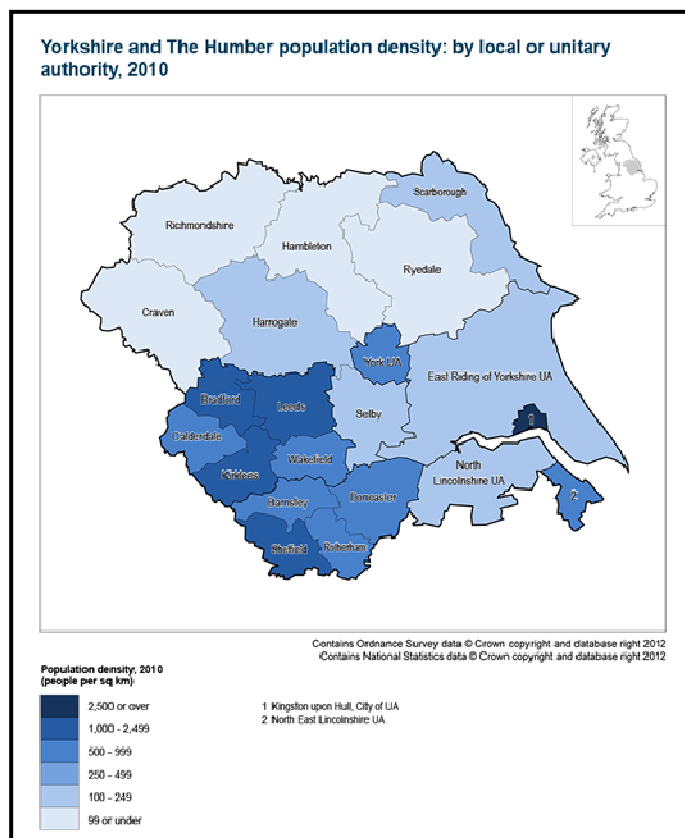 Yorkshire and The Humber population density: by local or unitary
authority, 2010
Scarborough
Richmondshire
Hambleton
Ryedale
Craven
Harrogate
York UA
East Riding of Yorkshire UA
Bradford
Leeds
Selby
1
Calderdale
Wakefield
Kirklees
North
Lincolnshire UA
Doncaster
2
Barnsley
Sheffield
Rotherham
Contains Ordnance Survey data © Crown copyright and database right 2012
Contains National Statistics data © Crown copyright and database right 2012
Population density, 2010
(people per sq km)
2,500 or over
1,000 – 2,499
500 – 999
250 – 499
100 – 249
99 or under
1 Kingston upon Hull, City of UA
2 North East Lincolnshire UA